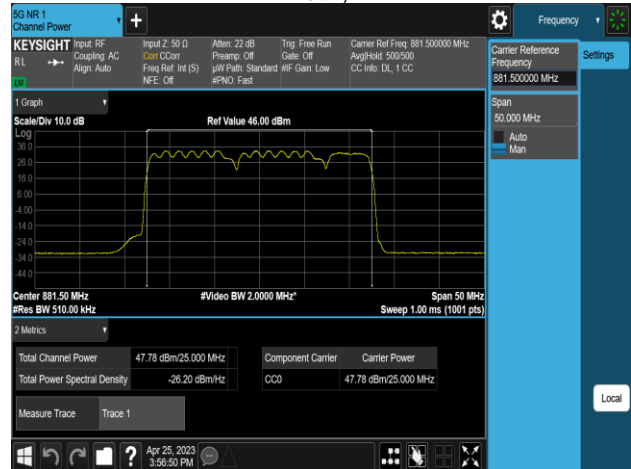 5G NR 1
Channel Power
Frequency
KEYSIGHT
RL
Input: RF
Coupling: AC
Align: Auto
Input Z: 50 Ω
Corr CCorr
Freq Ref: Int (S)
NFE: Off
Atten: 22 dB
Preamp: Off
µW Path: Standard
#PNO: Fast
Trig: Free Run
Gate: Off
#IF Gain: Low
Carrier Ref Freq: 881.500000 MHz
Avg|Hold: 500/500
CC Info: DL, 1 CC
Carrier Reference
Frequency
881.500000 MHz
Settings
Span
50.000 MHz
Auto
Man
1 Graph
Scale/Div 10.0 dB
Ref Value 46.00 dBm
Log
36.0
26.0
16.0
6.00
-4.00
-14.0
-24.0
-34.0
-44.0
Center 881.50 MHz
#Video BW 2.0000 MHz*
Span 50 MHz
#Res BW 510.00 kHz
Sweep 1.00 ms (1001 pts)
2 Metrics
Total Channel Power 47.78 dBm/25.000 MHz
Total Power Spectral Density -26.20 dBm/Hz
Component Carrier Carrier Power
CC0 47.78 dBm/25.000 MHz
Measure Trace Trace 1
Local
Apr 25, 2023
3:56:50 PM